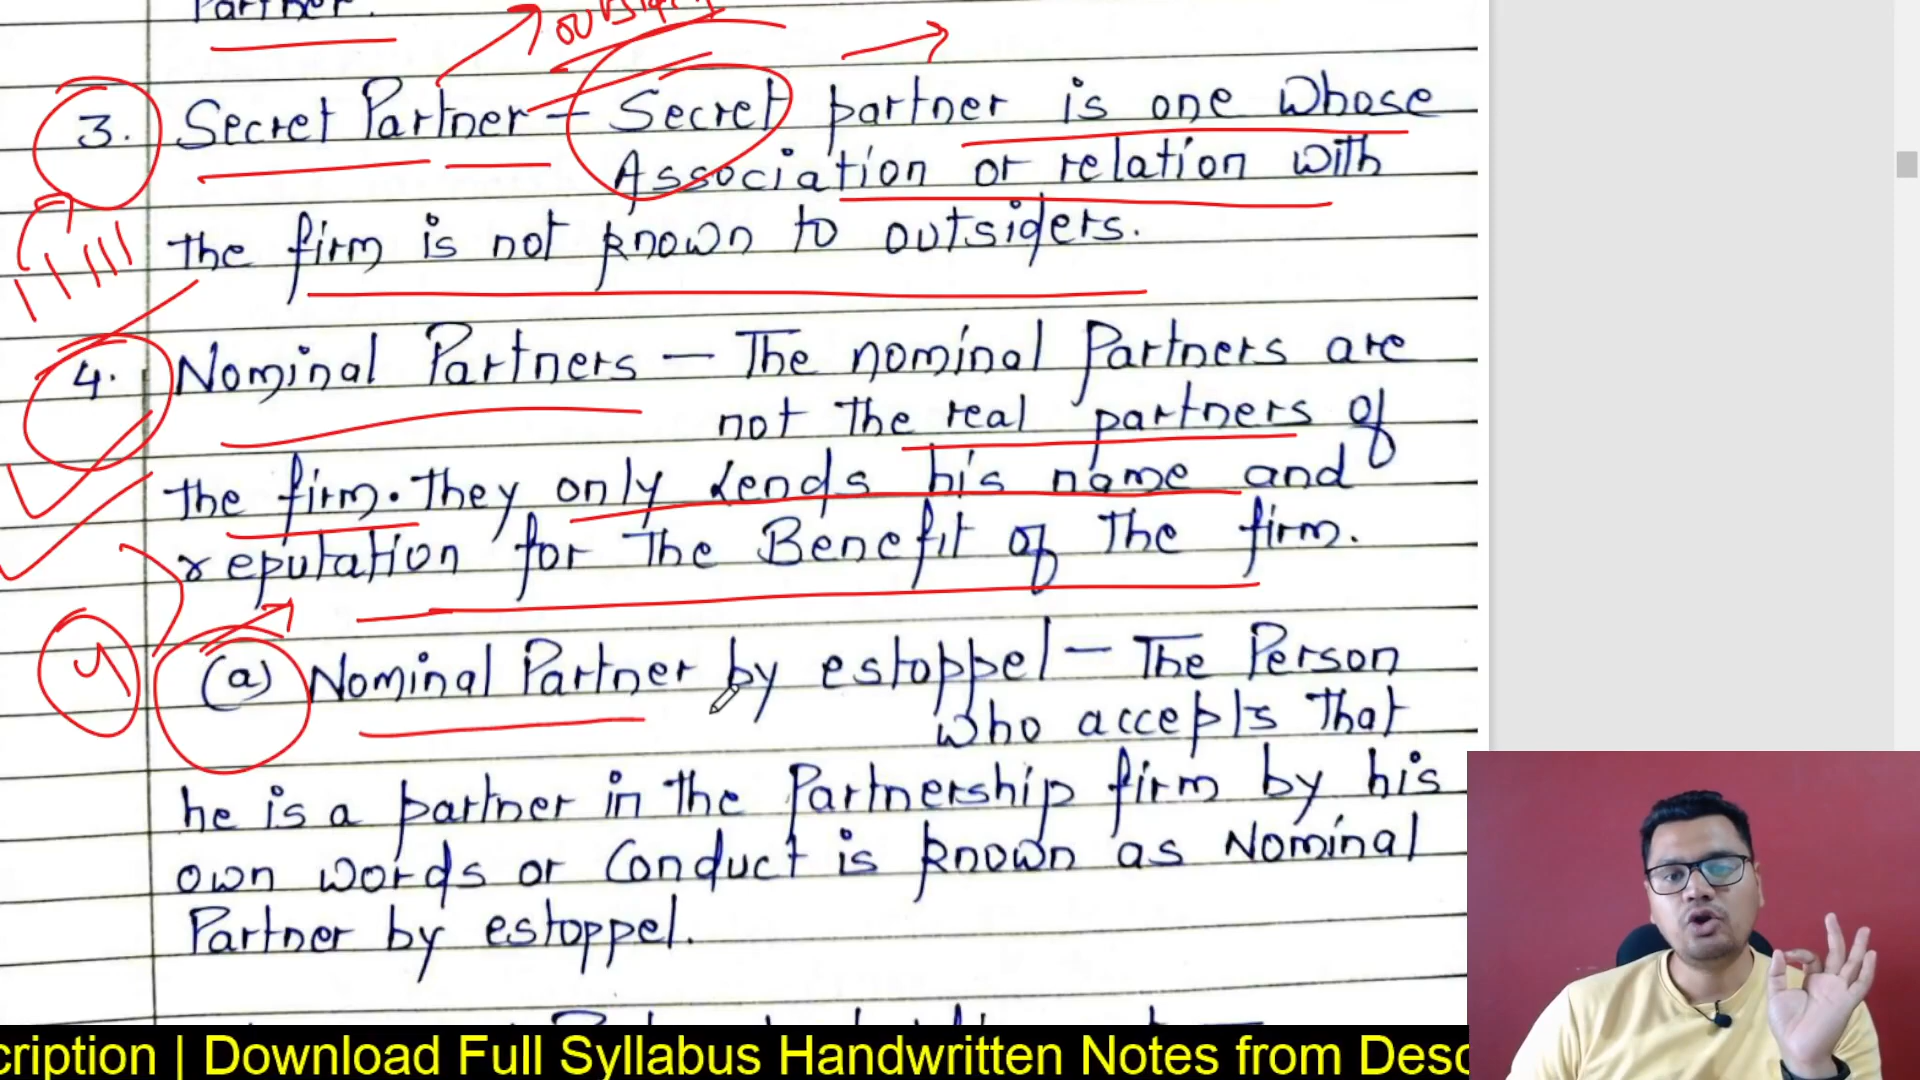 Partner.
outsiders
3. Secret Partner - Secret partner is one whose
Association or relation with
the firm is not known to outsiders.
4. Nominal Partners - The nominal Partners are
not the real partners of
the firm. They only Lends his name and
reputation for the Benefit of the firm.
4
(a) Nominal Partner by estoppel - The Person
who accepts that
he is a partner in the Partnership firm by his
own words or Conduct is known as Nominal
Partner by estoppel.
cription | Download Full Syllabus Handwritten Notes from Desc